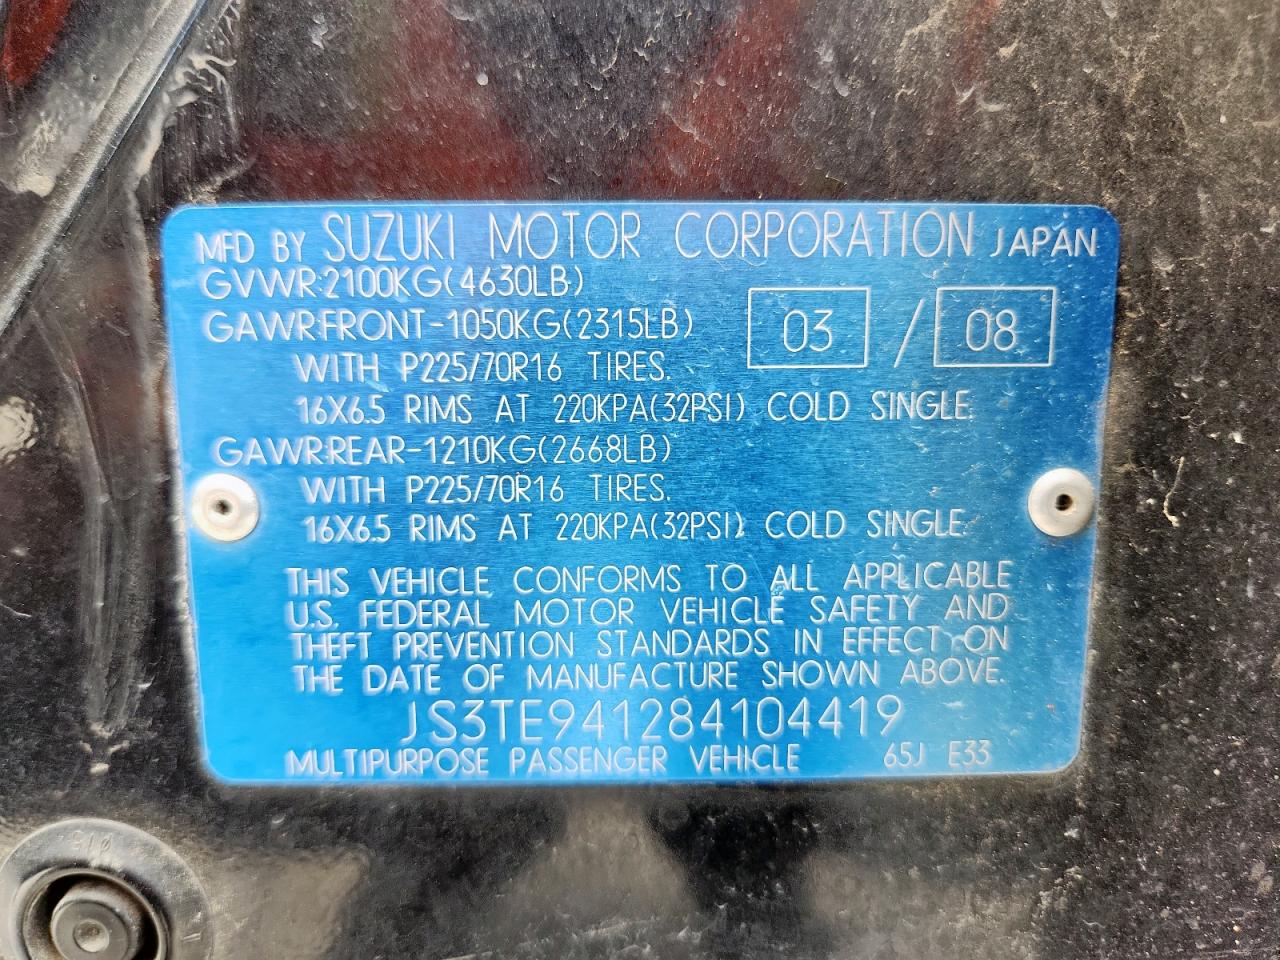 MFD BY SUZUKI MOTOR CORPORATION JAPAN
GVWR:2100KG(4630LB)
GAWR:FRONT-1050KG(2315LB) 03 / 08
WITH P225/70R16 TIRES.
16X6.5 RIMS AT 220KPA(32PSI) COLD SINGLE.
GAWR:REAR-1210KG(2668LB)
WITH P225/70R16 TIRES.
16X6.5 RIMS AT 220KPA(32PSI) COLD SINGLE.
THIS VEHICLE CONFORMS TO ALL APPLICABLE
U.S. FEDERAL MOTOR VEHICLE SAFETY AND
THEFT PREVENTION STANDARDS IN EFFECT ON
THE DATE OF MANUFACTURE SHOWN ABOVE.
JS3TE941284104419
MULTIPURPOSE PASSENGER VEHICLE 65J E33